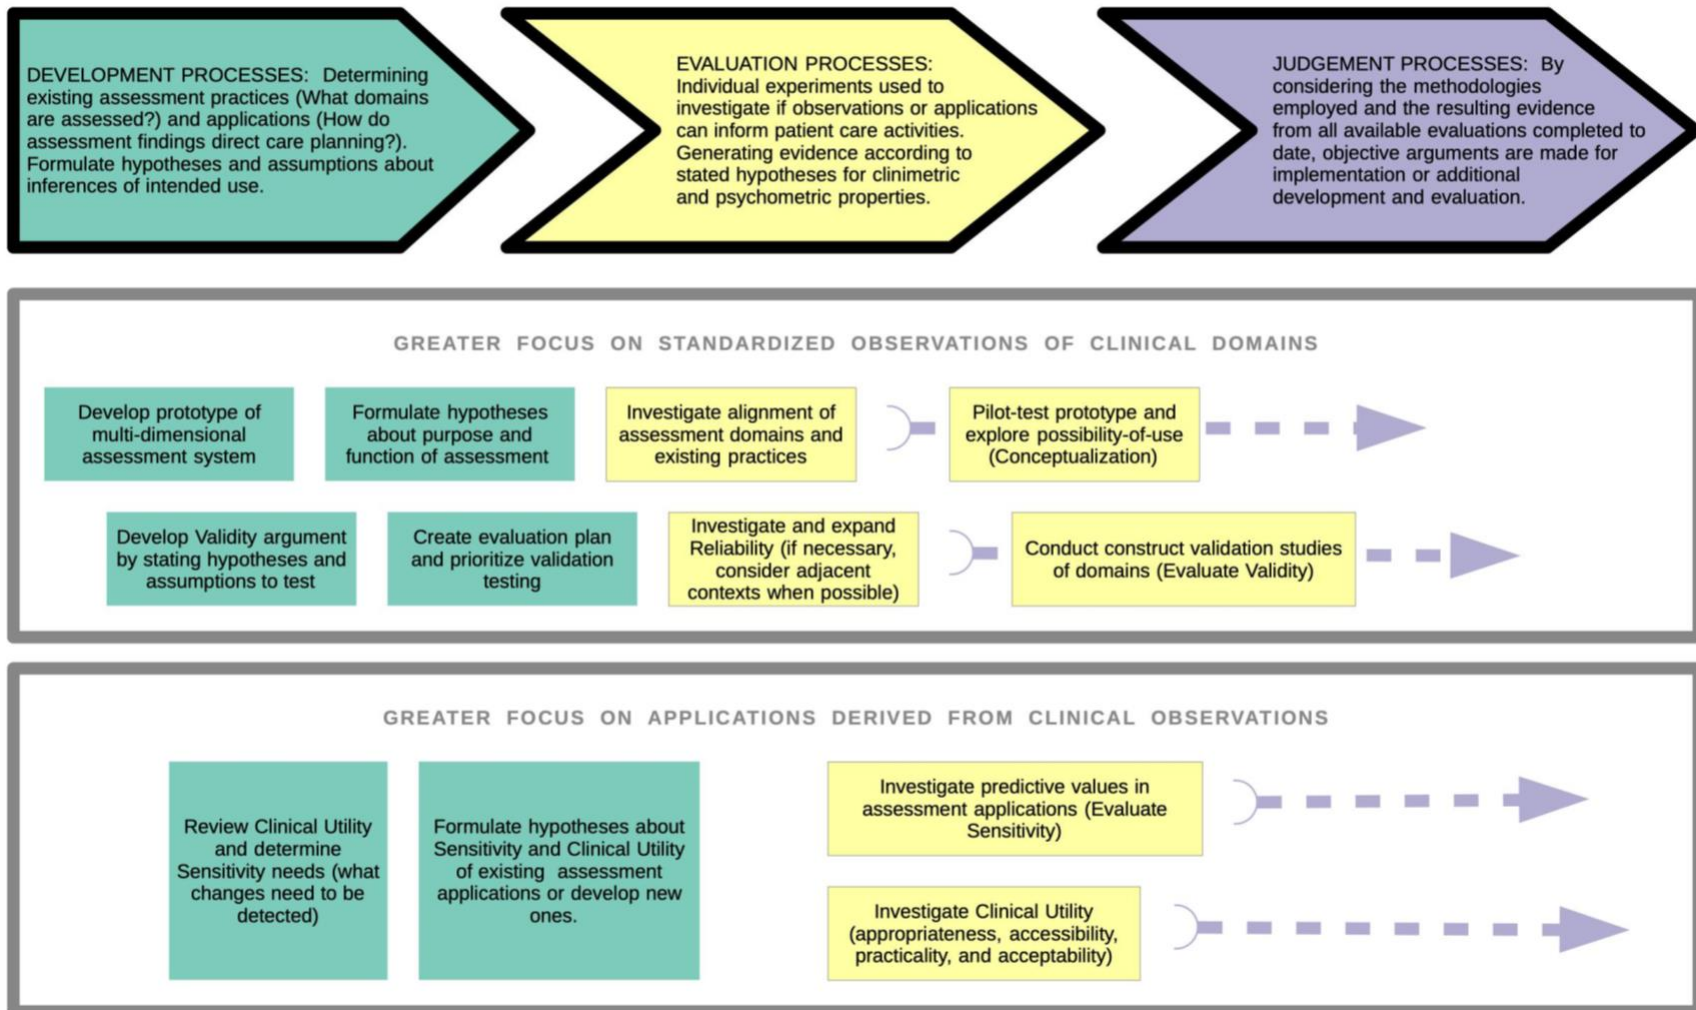 DEVELOPMENT PROCESSES: Determining
existing assessment practices (What domains
are assessed?) and applications (How do
assessment findings direct care planning?).
Formulate hypotheses and assumptions about
inferences of intended use.
EVALUATION PROCESSES:
Individual experiments used to
investigate if observations or applications
can inform patient care activities.
Generating evidence according to
stated hypotheses for clinimetric
and psychometric properties.
JUDGEMENT PROCESSES: By
considering the methodologies
employed and the resulting evidence
from all available evaluations completed to
date, objective arguments are made for
implementation or additional
development and evaluation.
GREATER FOCUS ON STANDARDIZED OBSERVATIONS OF CLINICAL DOMAINS
Develop prototype of
multi-dimensional
assessment system
Formulate hypotheses
about purpose and
function of assessment
Investigate alignment of
assessment domains and
existing practices
Pilot-test prototype and
explore possibility-of-use
(Conceptualization)
Develop Validity argument
by stating hypotheses and
assumptions to test
Create evaluation plan
and prioritize validation
testing
Investigate and expand
Reliability (if necessary,
consider adjacent
contexts when possible)
Conduct construct validation studies
of domains (Evaluate Validity)
GREATER FOCUS ON APPLICATIONS DERIVED FROM CLINICAL OBSERVATIONS
Review Clinical Utility
and determine
Sensitivity needs (what
changes need to be
detected)
Formulate hypotheses about
Sensitivity and Clinical Utility
of existing assessment
applications or develop new
ones.
Investigate predictive values in
assessment applications (Evaluate
Sensitivity)
Investigate Clinical Utility
(appropriateness, accessibility,
practicality, and acceptability)